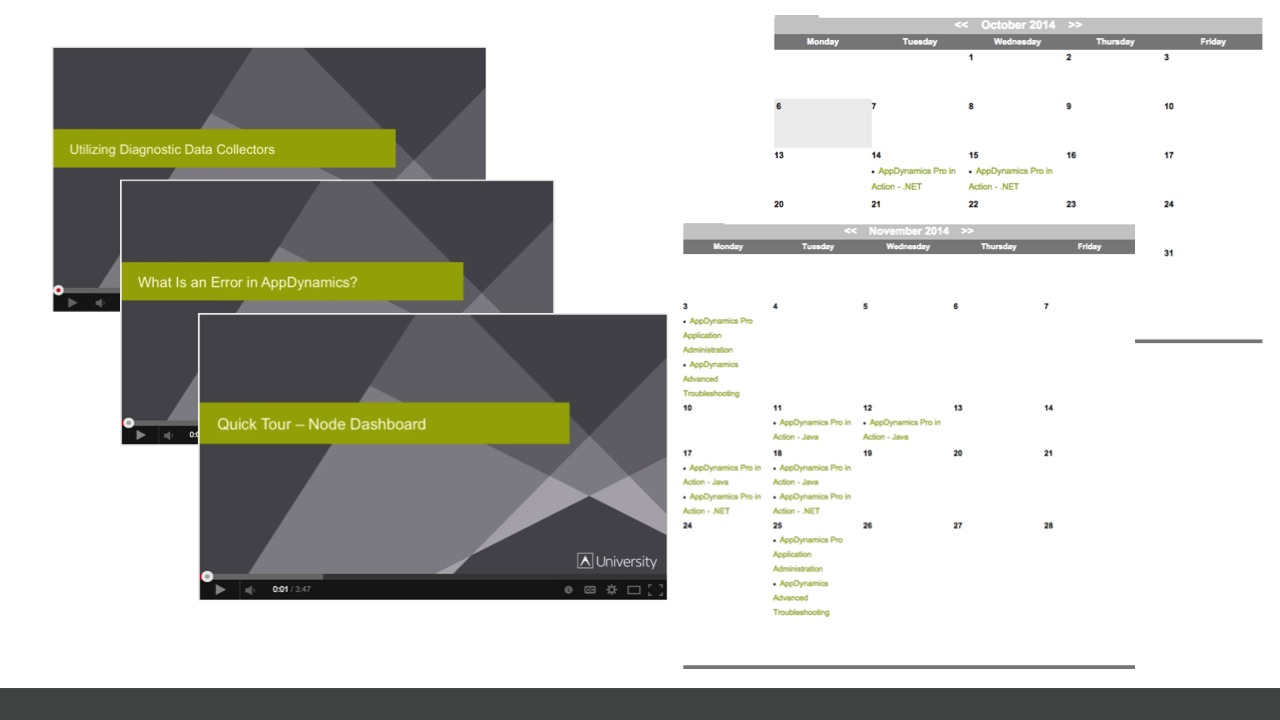 Utilizing Diagnostic Data Collectors
What Is an Error in AppDynamics?
0:0
Quick Tour – Node Dashboard
University
0:01 / 3:47
<< October 2014 >>
Monday Tuesday Wednesday Thursday Friday
1 2 3
6 7 8 9 10
13 14 15 16 17
• AppDynamics Pro in • AppDynamics Pro in
Action - .NET Action - .NET
20 21 22 23 24
31
<< November 2014 >>
Monday Tuesday Wednesday Thursday Friday
3 4 5 6 7
• AppDynamics Pro
Application
Administration
• AppDynamics
Advanced
Troubleshooting
10 11 12 13 14
• AppDynamics Pro in • AppDynamics Pro in
Action - Java Action - Java
17 18 19 20 21
• AppDynamics Pro in • AppDynamics Pro in
Action - Java Action - Java
• AppDynamics Pro in • AppDynamics Pro in
Action - .NET Action - .NET
24 25 26 27 28
• AppDynamics Pro
Application
Administration
• AppDynamics
Advanced
Troubleshooting